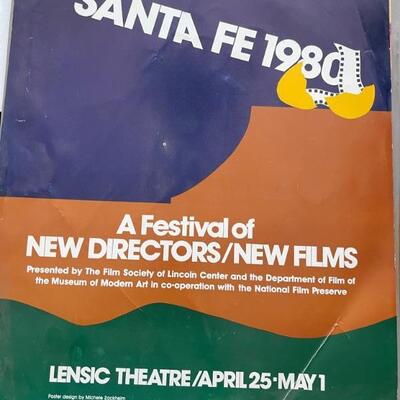 SANTA FE 1980
A Festival of
NEW DIRECTORS/NEW FILMS
Presented by The Film Society of Lincoln Center and the Department of Film of
the Museum of Modern Art in co-operation with the National Film Preserve
LENSIC THEATRE/APRIL 25-MAY 1
Poster design by Michele Zackheim